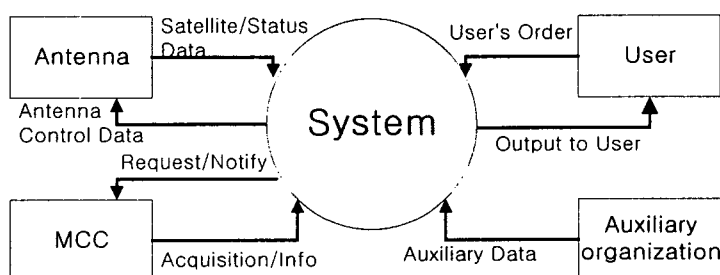 Satellite/Status
Data
Antenna
User's Order
User
System
Antenna
Control Data
Output to User
Request/Notify
MCC
Acquisition/Info
Auxiliary Data
Auxiliary
organization